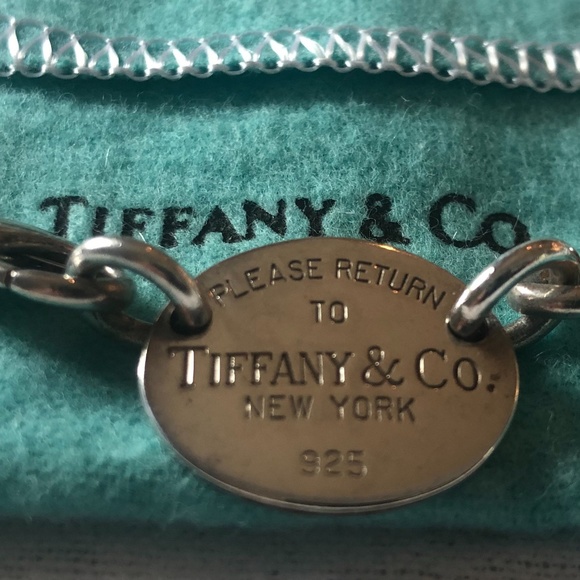 TIFFANY & CO
PLEASE RETURN
TO
TIFFANY & CO.
NEW YORK
925